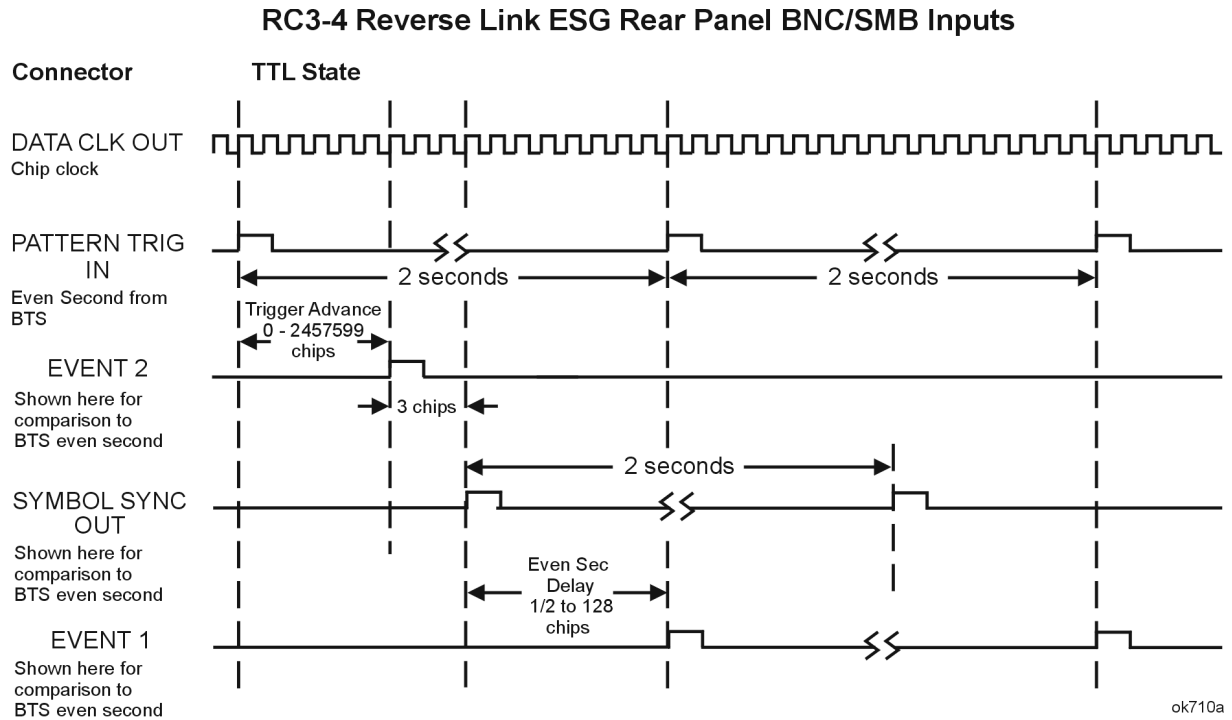 RC3-4 Reverse Link ESG Rear Panel BNC/SMB Inputs
Connector
TTL State
DATA CLK OUT
Chip clock
PATTERN TRIG
IN
Even Second from
BTS
2 seconds
2 seconds
Trigger Advance
0 - 2457599
chips
EVENT 2
Shown here for
comparison to
BTS even second
3 chips
2 seconds
SYMBOL SYNC
OUT
Shown here for
comparison to
BTS even second
Even Sec
Delay
1/2 to 128
chips
EVENT 1
Shown here for
comparison to
BTS even second
ok710a